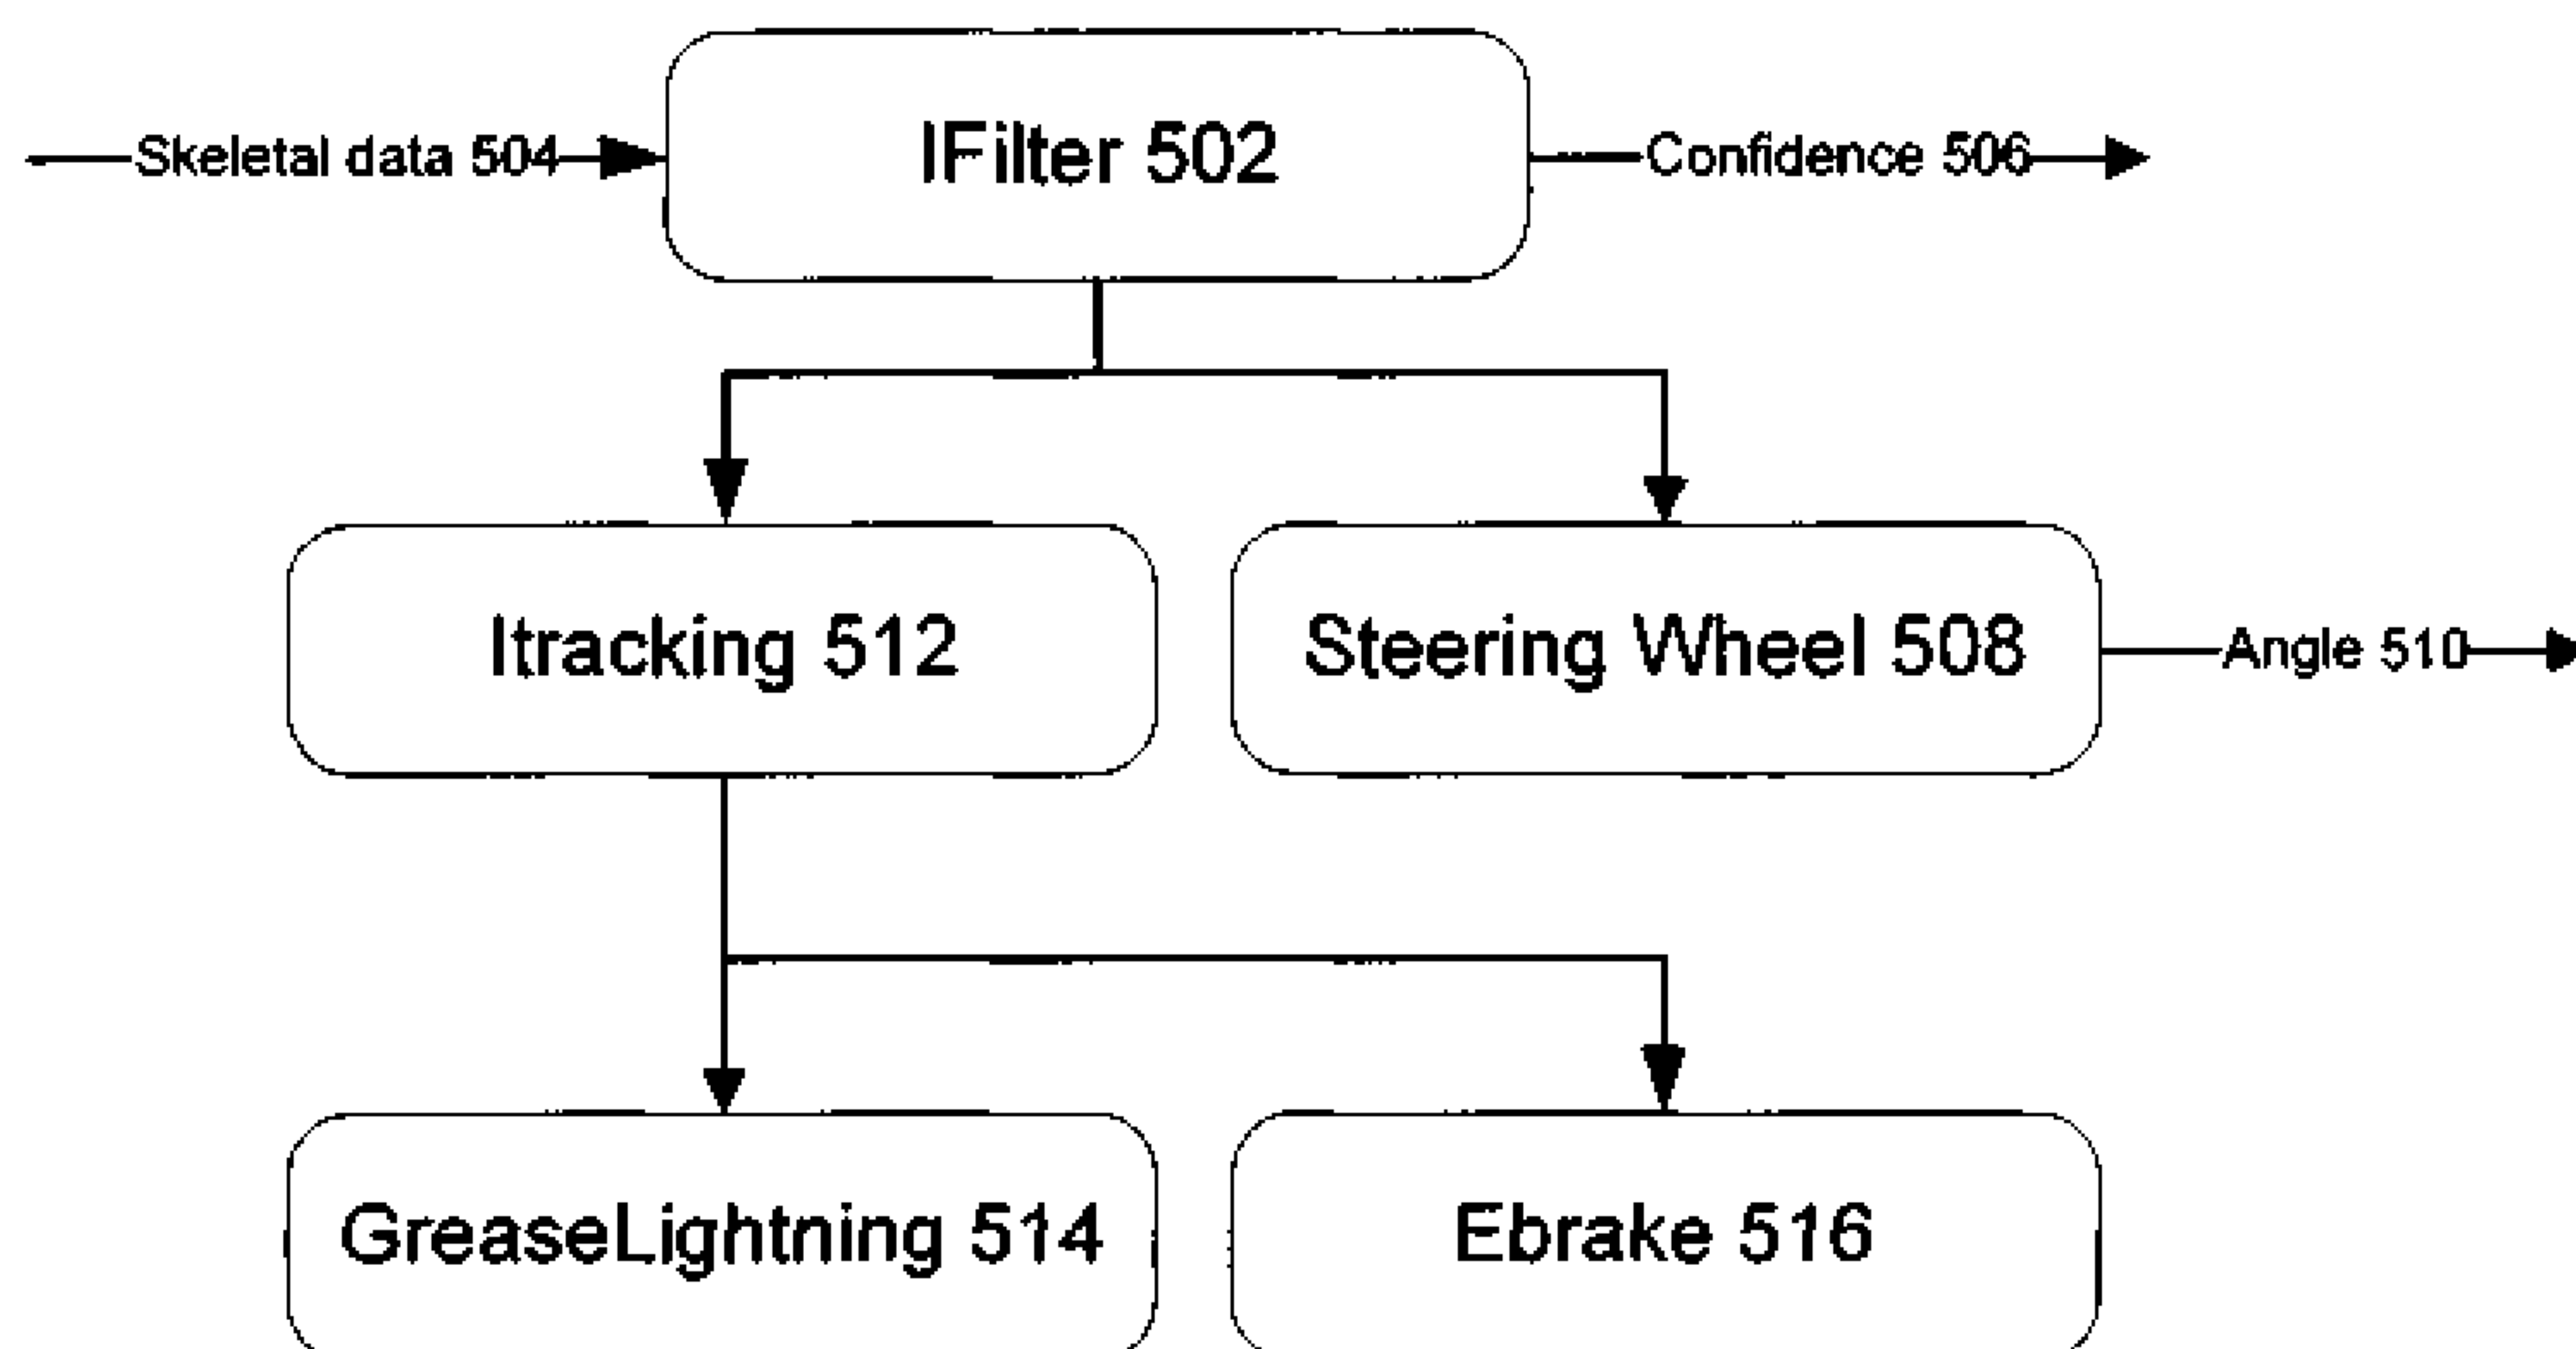 Skeletal data 504
IFilter 502
Confidence 506
Itracking 512
Steering Wheel 508
Angle 510
GreaseLightning 514
Ebrake 516